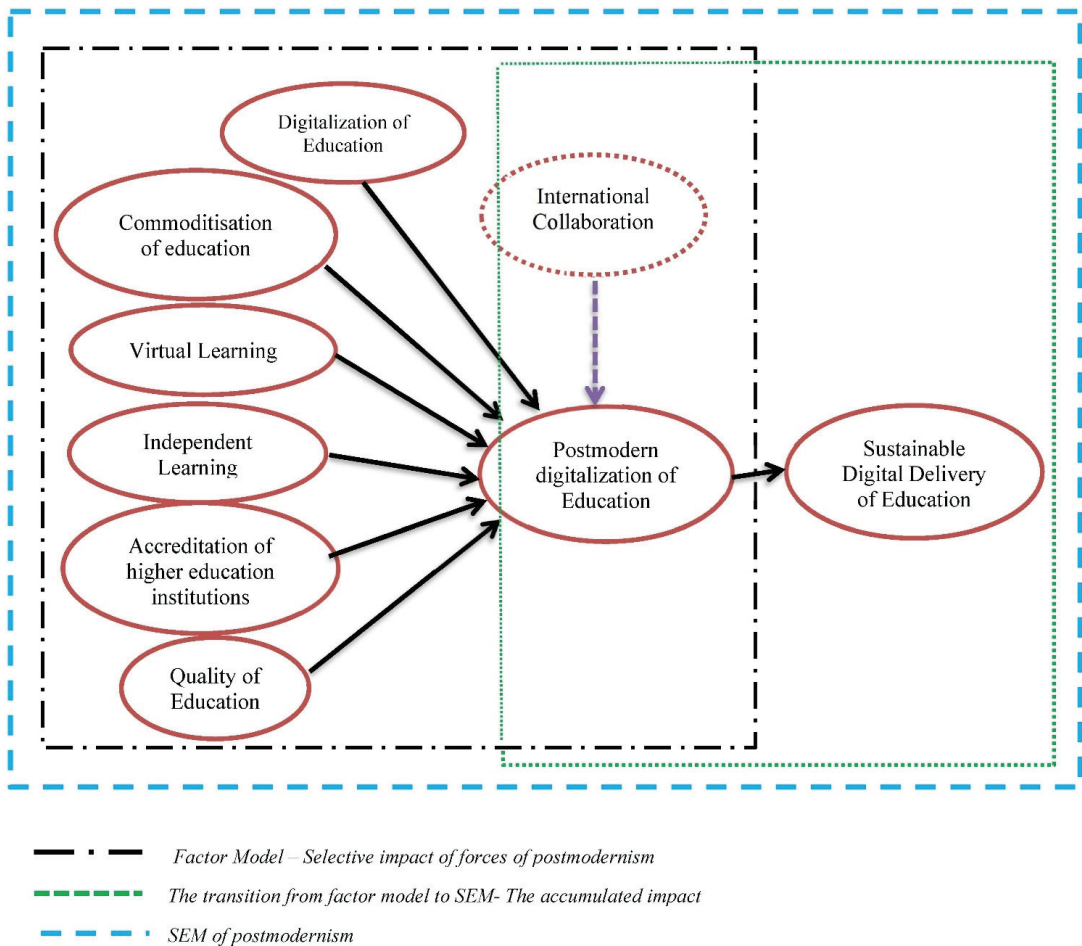 Digitalization of
Education
International
Collaboration
Commoditisation
of education
Virtual Learning
Independent
Learning
Postmodern
digitalization of
Education
Sustainable
Digital Delivery
of Education
Accreditation of
higher education
institutions
Quality of
Education
Factor Model – Selective impact of forces of postmodernism
The transition from factor model to SEM- The accumulated impact
SEM of postmodernism